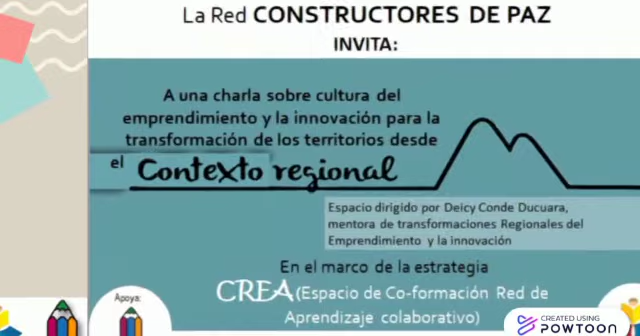 La Red CONSTRUCTORES DE PAZ
INVITA:
A una charla sobre cultura del
emprendimiento y la innovación para la
transformación de los territorios desde
el Contexto regional
Espacio dirigido por Deicy Conde Ducuara,
mentora de transformaciones Regionales del
Emprendimiento y la innovación
En el marco de la estrategia
CREA (Espacio de Co-formación Red de
Aprendizaje colaborativo)
Apoya:
CREATED USING
POWTOON